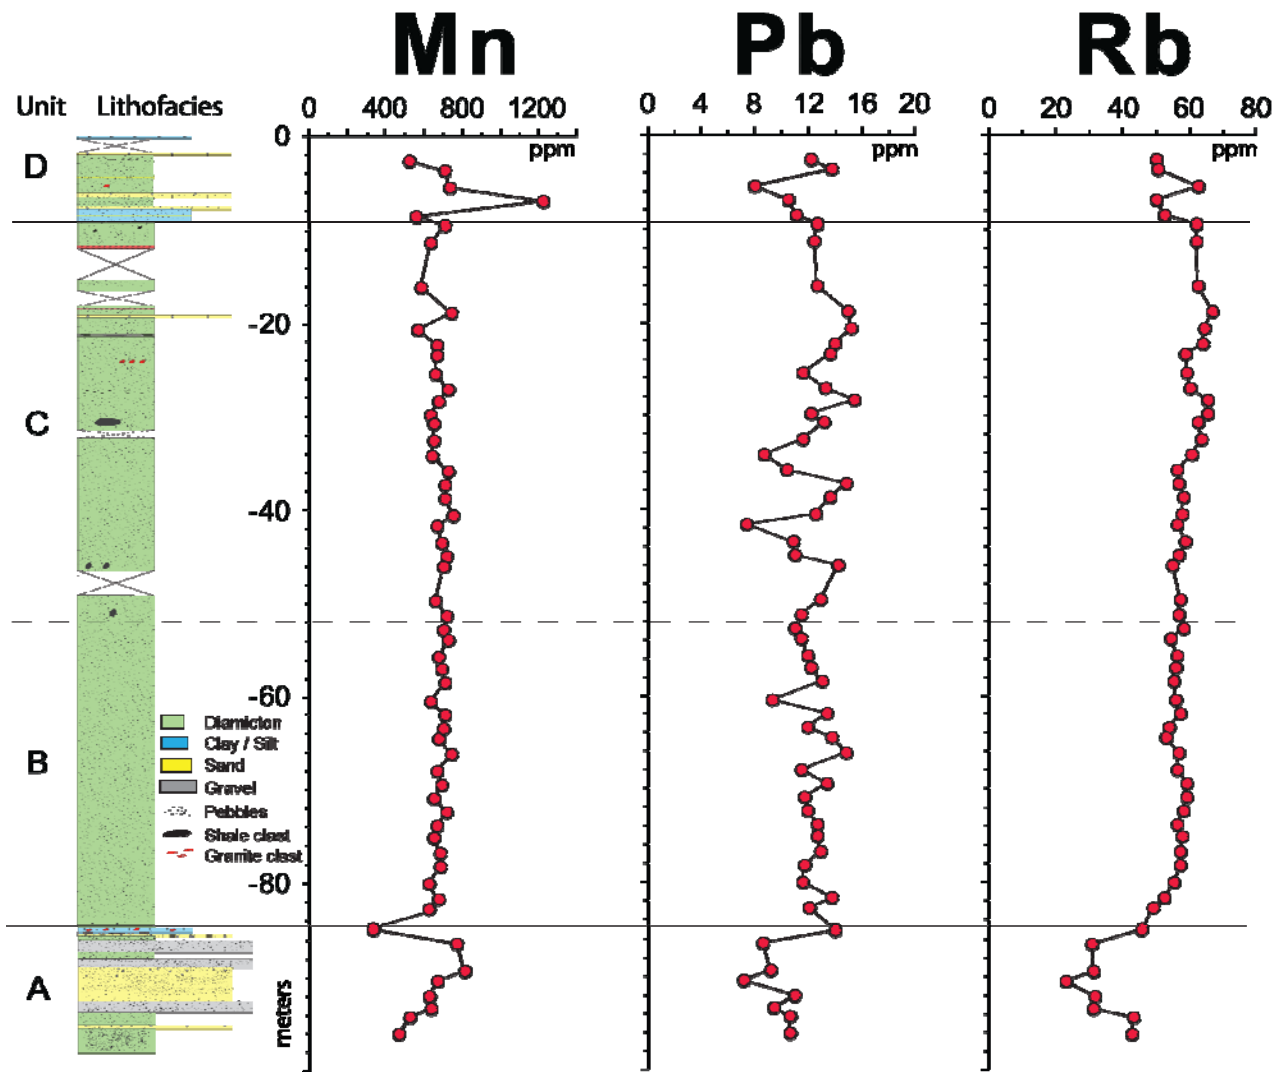 Mn Pb Rb
Unit Lithofacies
0 400 800 1200
0 4 8 12 16 20
0 20 40 60 80
ppm ppm ppm
0
D
-20
C
-40
-60
Diamicton
Clay / Silt
B
Sand
Gravel
Pebbles
Shale clast
Granite clast
-80
A
meters